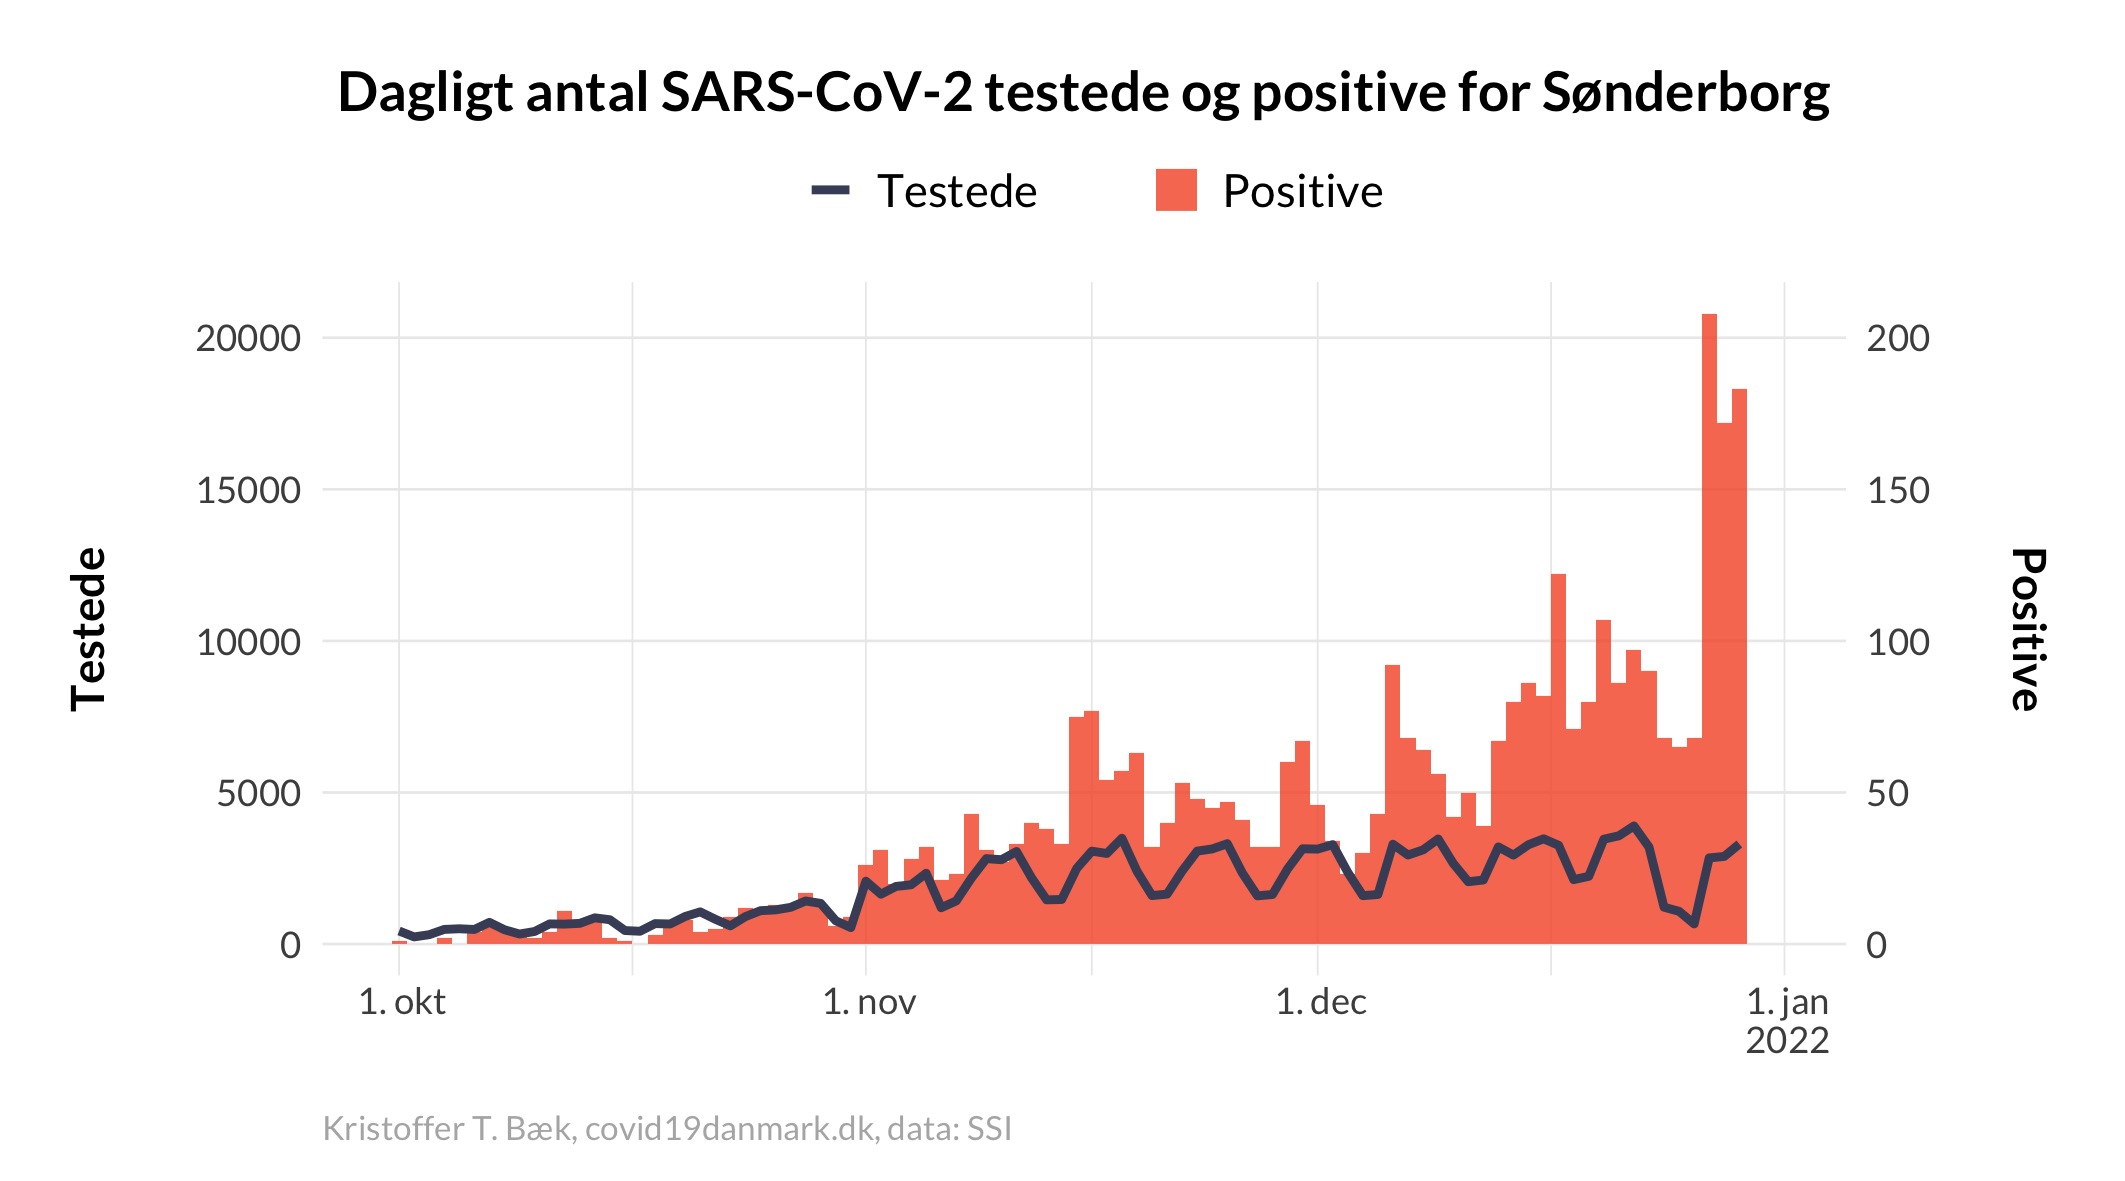 Dagligt antal SARS-CoV-2 testede og positive for Sønderborg
Testede
Positive
20000
15000
10000
5000
0
Testede
200
150
100
50
0
Positive
1. okt
1. nov
1. dec
1. jan
2022
Kristoffer T. Bæk, covid19danmark.dk, data: SSI